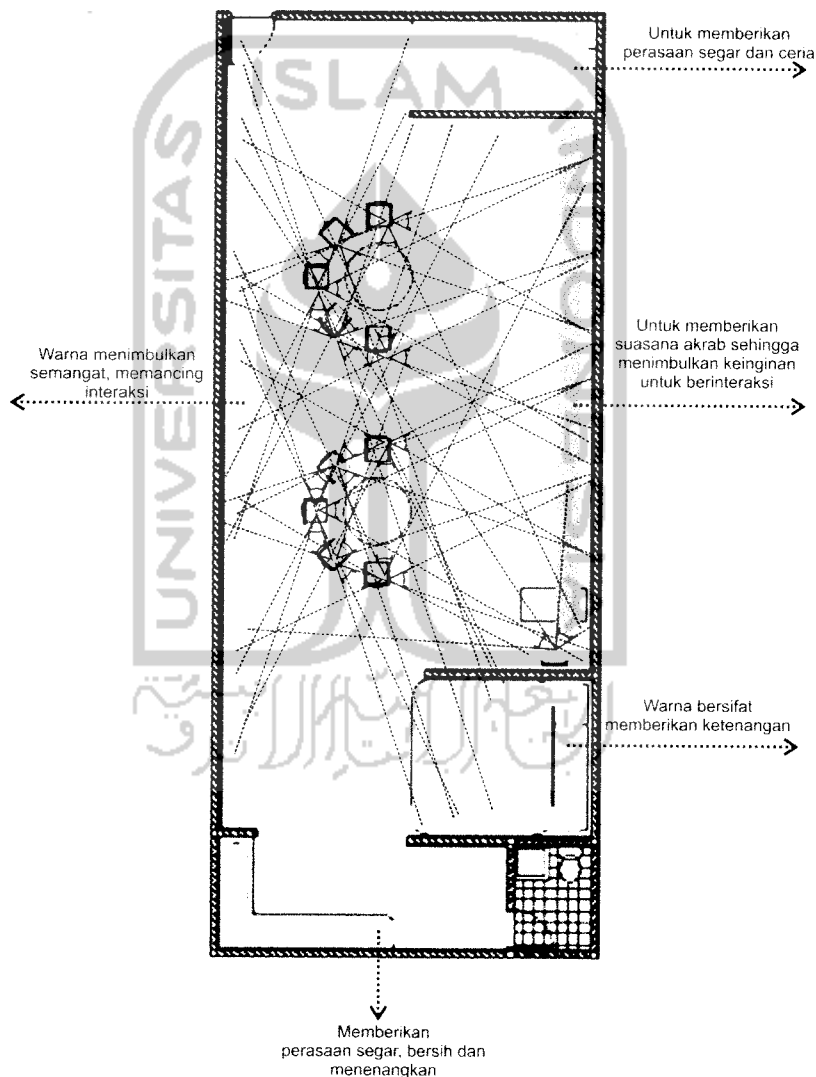 Untuk memberikan
perasaan segar dan ceria
ISLAM
UNIVERSITAS
INDONESIA
Untuk memberikan
suasana akrab sehingga
menimbulkan keinginan
untuk berinteraksi
Warna menimbulkan
semangat, memancing
interaksi
Warna bersifat
memberikan ketenangan
Memberikan
perasaan segar, bersih dan
menenangkan